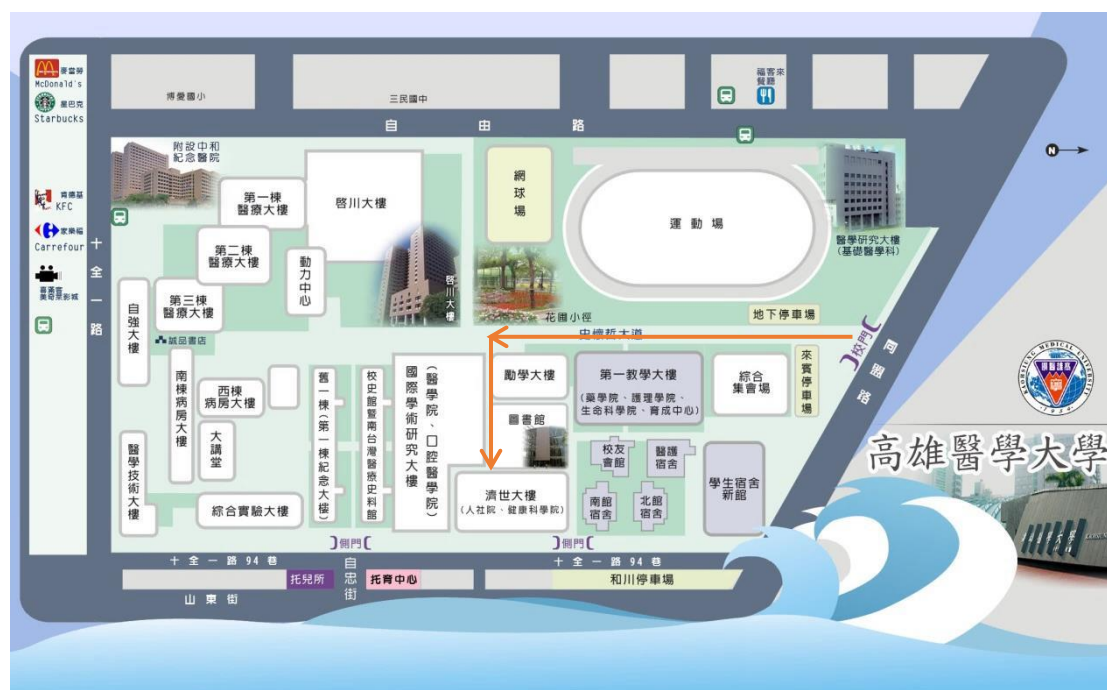 麥當勞
McDonald's
星巴克
Starbucks
肯德基
KFC
家樂福
Carrefour
喜滿客
美奇萊影城
十全一路
博愛國小
三民國中
福客來
餐廳
自由路
N
附設中和
紀念醫院
第一棟
醫療大樓
啓川大樓
第二棟
醫療大樓
動力中心
啓川大樓
網球場
運動場
醫學研究大樓
(基礎醫學科)
花圃小徑
地下停車場
自強大樓
第三棟
醫療大樓
誠品書店
史懷哲大道
校門
同盟路
來賓停車場
南棟病房大樓
西棟
病房大樓
舊一棟(第一棟紀念大樓)
校史館暨南台灣醫療史料館
國際學術研究大樓
(醫學院、口腔醫學院)
勵學大樓
第一教學大樓
(藥學院、護理學院、
生命科學院、育成中心)
綜合
集會場
KAOHSIUNG MEDICAL UNIVERSITY
1954
圖書館
大講堂
醫學技術大樓
綜合實驗大樓
濟世大樓
(人社院、健康科學院)
校友
會館
醫護
宿舍
南館
宿舍
北館
宿舍
學生宿舍
新館
高雄醫學大學
側門
側門
十全一路94巷
自忠街
十全一路94巷
托兒所
托育中心
和川停車場
山東街